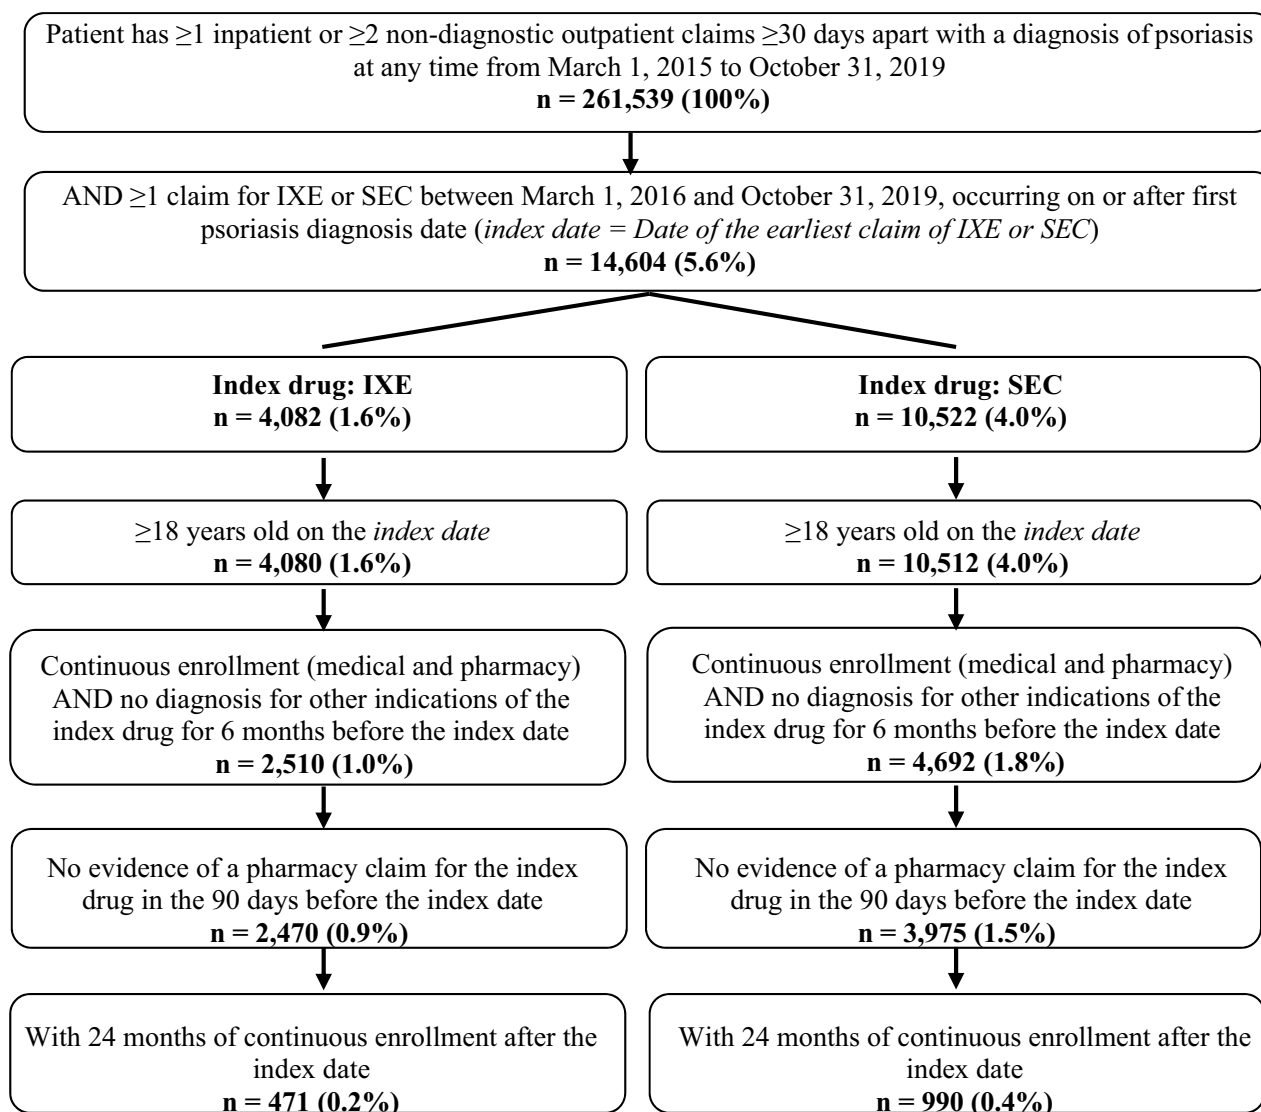 Patient has ≥1 inpatient or ≥2 non-diagnostic outpatient claims ≥30 days apart with a diagnosis of psoriasis
at any time from March 1, 2015 to October 31, 2019
n = 261,539 (100%)
AND ≥1 claim for IXE or SEC between March 1, 2016 and October 31, 2019, occurring on or after first
psoriasis diagnosis date (index date = Date of the earliest claim of IXE or SEC)
n = 14,604 (5.6%)
Index drug: IXE
n = 4,082 (1.6%)
Index drug: SEC
n = 10,522 (4.0%)
≥18 years old on the index date
n = 4,080 (1.6%)
≥18 years old on the index date
n = 10,512 (4.0%)
Continuous enrollment (medical and pharmacy)
AND no diagnosis for other indications of the
index drug for 6 months before the index date
n = 2,510 (1.0%)
Continuous enrollment (medical and pharmacy)
AND no diagnosis for other indications of the
index drug for 6 months before the index date
n = 4,692 (1.8%)
No evidence of a pharmacy claim for the index
drug in the 90 days before the index date
n = 2,470 (0.9%)
No evidence of a pharmacy claim for the index
drug in the 90 days before the index date
n = 3,975 (1.5%)
With 24 months of continuous enrollment after the
index date
n = 471 (0.2%)
With 24 months of continuous enrollment after the
index date
n = 990 (0.4%)